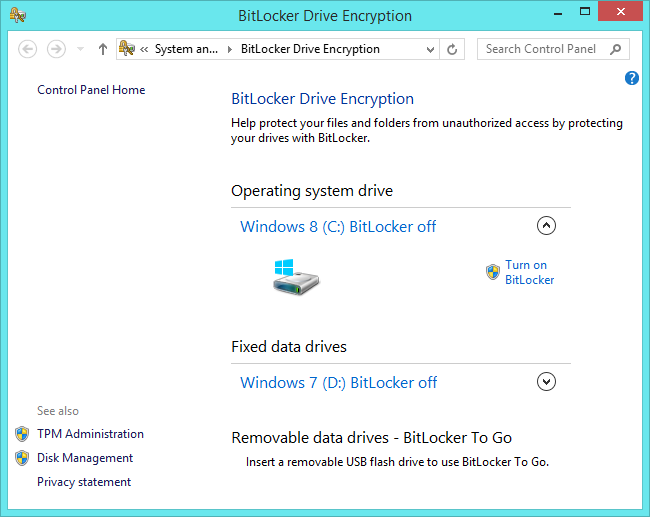 BitLocker Drive Encryption
« System an... BitLocker Drive Encryption Search Control Panel
?
Control Panel Home
BitLocker Drive Encryption
Help protect your files and folders from unauthorized access by protecting
your drives with BitLocker.
Operating system drive
Windows 8 (C:) BitLocker off
Turn on
BitLocker
Fixed data drives
Windows 7 (D:) BitLocker off
Removable data drives - BitLocker To Go
Insert a removable USB flash drive to use BitLocker To Go.
See also
TPM Administration
Disk Management
Privacy statement